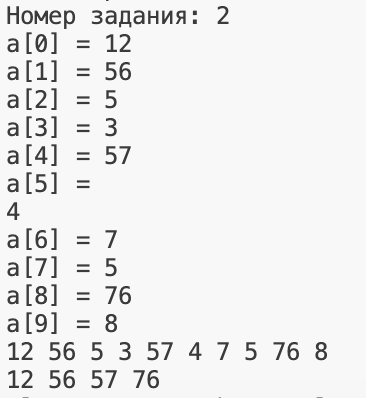 Номер задания: 2
a[0] = 12
a[1] = 56
a[2] = 5
a[3] = 3
a[4] = 57
a[5] =
4
a[6] = 7
a[7] = 5
a[8] = 76
a[9] = 8
12 56 5 3 57 4 7 5 76 8
12 56 57 76